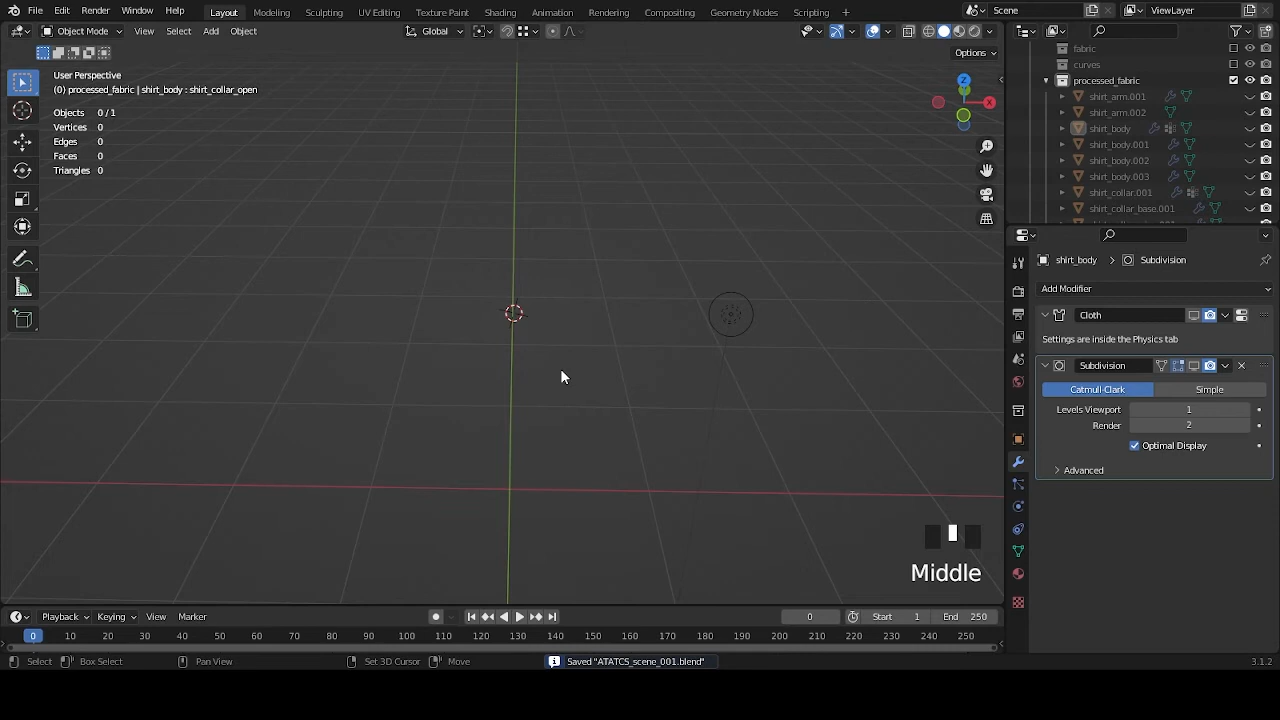 File Edit Render Window Help Layout Modeling Sculpting UV Editing Texture Paint Shading Animation Rendering Compositing Geometry Nodes Scripting + Scene ViewLayer
Object Mode View Select Add Object Global
Options
User Perspective
(0) processed_fabric | shirt_body : shirt_collar_open
Objects 0 / 1
Vertices 0
Edges 0
Faces 0
Triangles 0
Z
X
fabric
curves
processed_fabric
shirt_arm.001
shirt_arm.002
shirt_body
shirt_body.001
shirt_body.002
shirt_body.003
shirt_collar.001
shirt_collar_base.001
shirt_body > Subdivision
Add Modifier
Cloth
Settings are inside the Physics tab
Subdivision
Catmull-Clark Simple
Levels Viewport 1
Render 2
Optimal Display
Advanced
Middle
Playback Keying View Marker 0 Start 1 End 250
0 10 20 30 40 50 60 70 80 90 100 110 120 130 140 150 160 170 180 190 200 210 220 230 240 250
Select Box Select Pan View Set 3D Cursor Move Saved "ATATCS_scene_001.blend" 3.1.2